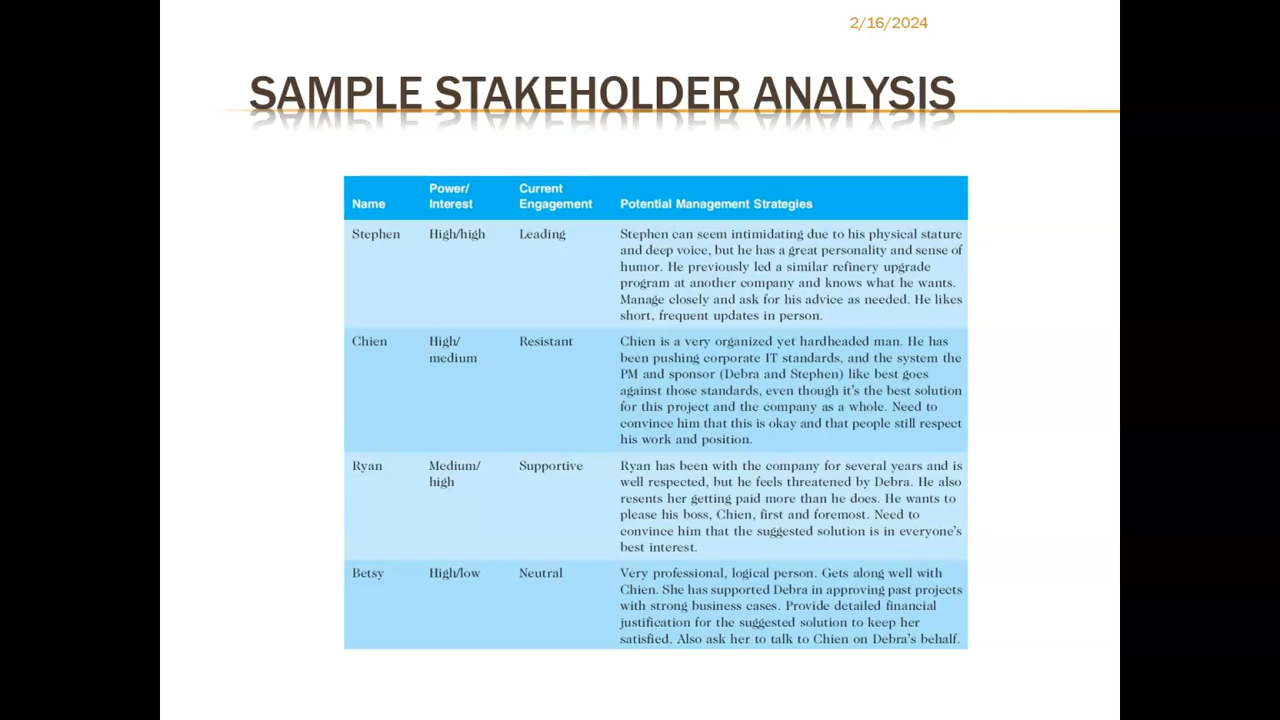 2/16/2024
SAMPLE STAKEHOLDER ANALYSIS
Name Power/ Interest Current Engagement Potential Management Strategies
Stephen High/high Leading Stephen can seem intimidating due to his physical stature
and deep voice, but he has a great personality and sense of
humor. He previously led a similar refinery upgrade
program at another company and knows what he wants.
Manage closely and ask for his advice as needed. He likes
short, frequent updates in person.
Chien High/ Resistant Chien is a very organized yet hardheaded man. He has
medium been pushing corporate IT standards, and the system the
PM and sponsor (Debra and Stephen) like best goes
against those standards, even though it's the best solution
for this project and the company as a whole. Need to
convince him that this is okay and that people still respect
his work and position.
Ryan Medium/ Supportive Ryan has been with the company for several years and is
high well respected, but he feels threatened by Debra. He also
resents her getting paid more than he does. He wants to
please his boss, Chien, first and foremost. Need to
convince him that the suggested solution is in everyone's
best interest.
Betsy High/low Neutral Very professional, logical person. Gets along well with
Chien. She has supported Debra in approving past projects
with strong business cases. Provide detailed financial
justification for the suggested solution to keep her
satisfied. Also ask her to talk to Chien on Debra's behalf.